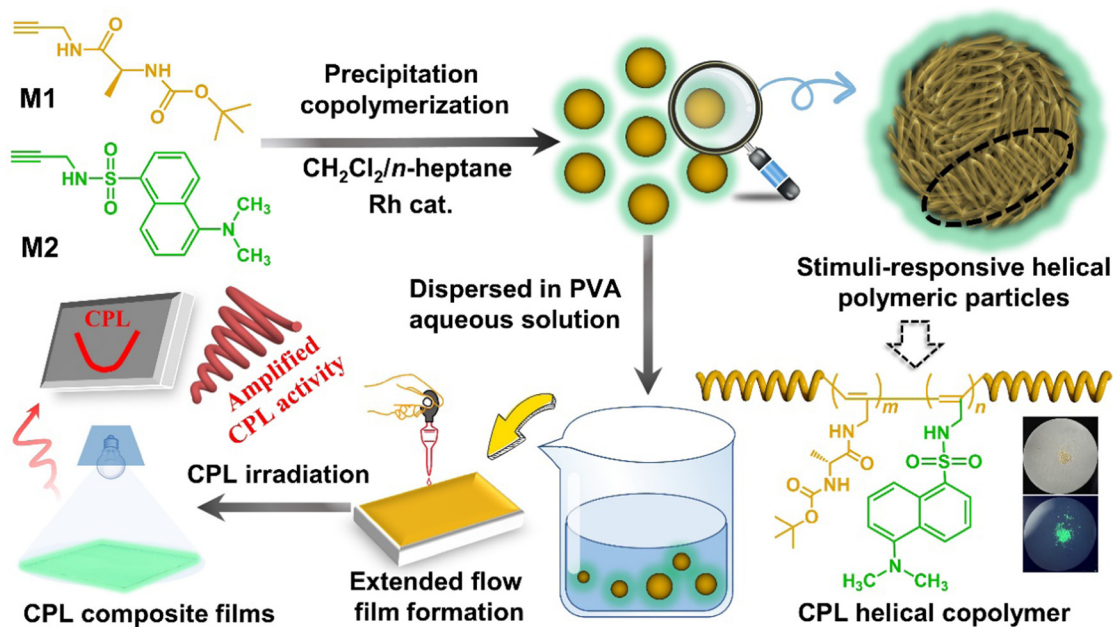 M1
NH
O
NH
O
O
M2
NH
S
O
O
N
CH3
CH3
Precipitation
copolymerization
CH2Cl2/n-heptane
Rh cat.
Stimuli-responsive helical
polymeric particles
Dispersed in PVA
aqueous solution
CPL
Amplified
CPL activity
CPL irradiation
CPL composite films
Extended flow
film formation
m
n
HN
O
NH
O
O
HN
O
S
O
N
H3C
CH3
CPL helical copolymer